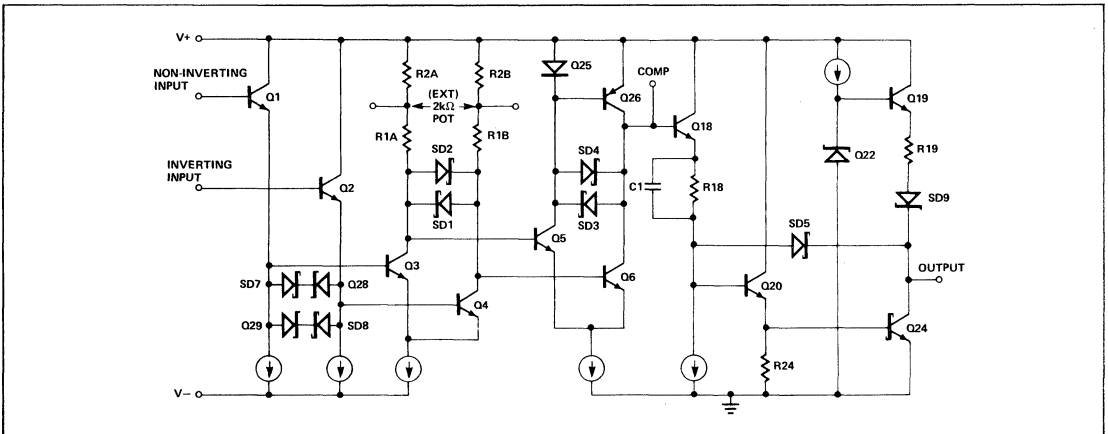 V+
NON-INVERTING
INPUT
Q1
INVERTING
INPUT
Q2
R2A
R2B
(EXT)
2kΩ
POT
R1A
R1B
SD2
SD1
Q3
Q4
SD7
Q28
Q29
SD8
Q25
Q26
COMP
SD4
SD3
Q5
Q6
Q18
C1
R18
SD5
Q20
R24
Q22
Q19
R19
SD9
OUTPUT
Q24
V−